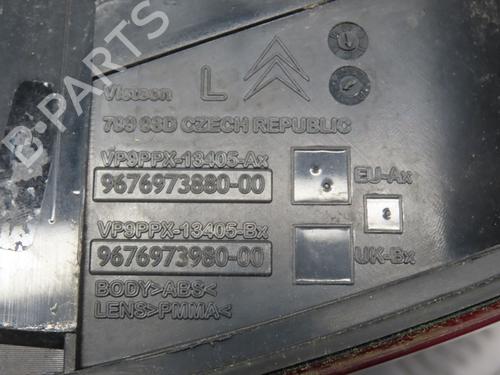 B-PARTS
Visteon L
789 83D CZECH REPUBLIC
VP9PPX-13405-Ax
9676973880-00
EU-Ax
VP9PPX-13405-Bx
9676973980-00
UK-Bx
BODY>ABS<
LENS>PMMA<